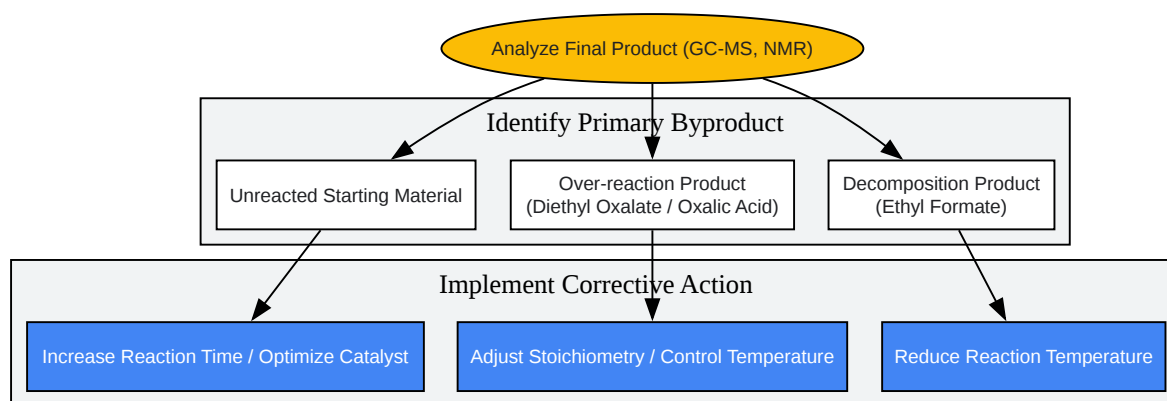 Analyze Final Product (GC-MS, NMR)
Identify Primary Byproduct
Unreacted Starting Material
Over-reaction Product
(Diethyl Oxalate / Oxalic Acid)
Decomposition Product
(Ethyl Formate)
Implement Corrective Action
Increase Reaction Time / Optimize Catalyst
Adjust Stoichiometry / Control Temperature
Reduce Reaction Temperature